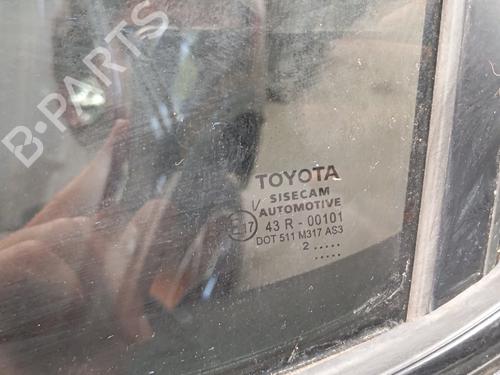 B-PARTS
TOYOTA
V SISECAM
AUTOMOTIVE
E17 43 R - 00101
DOT 511 M317 AS3
2 .....
.....